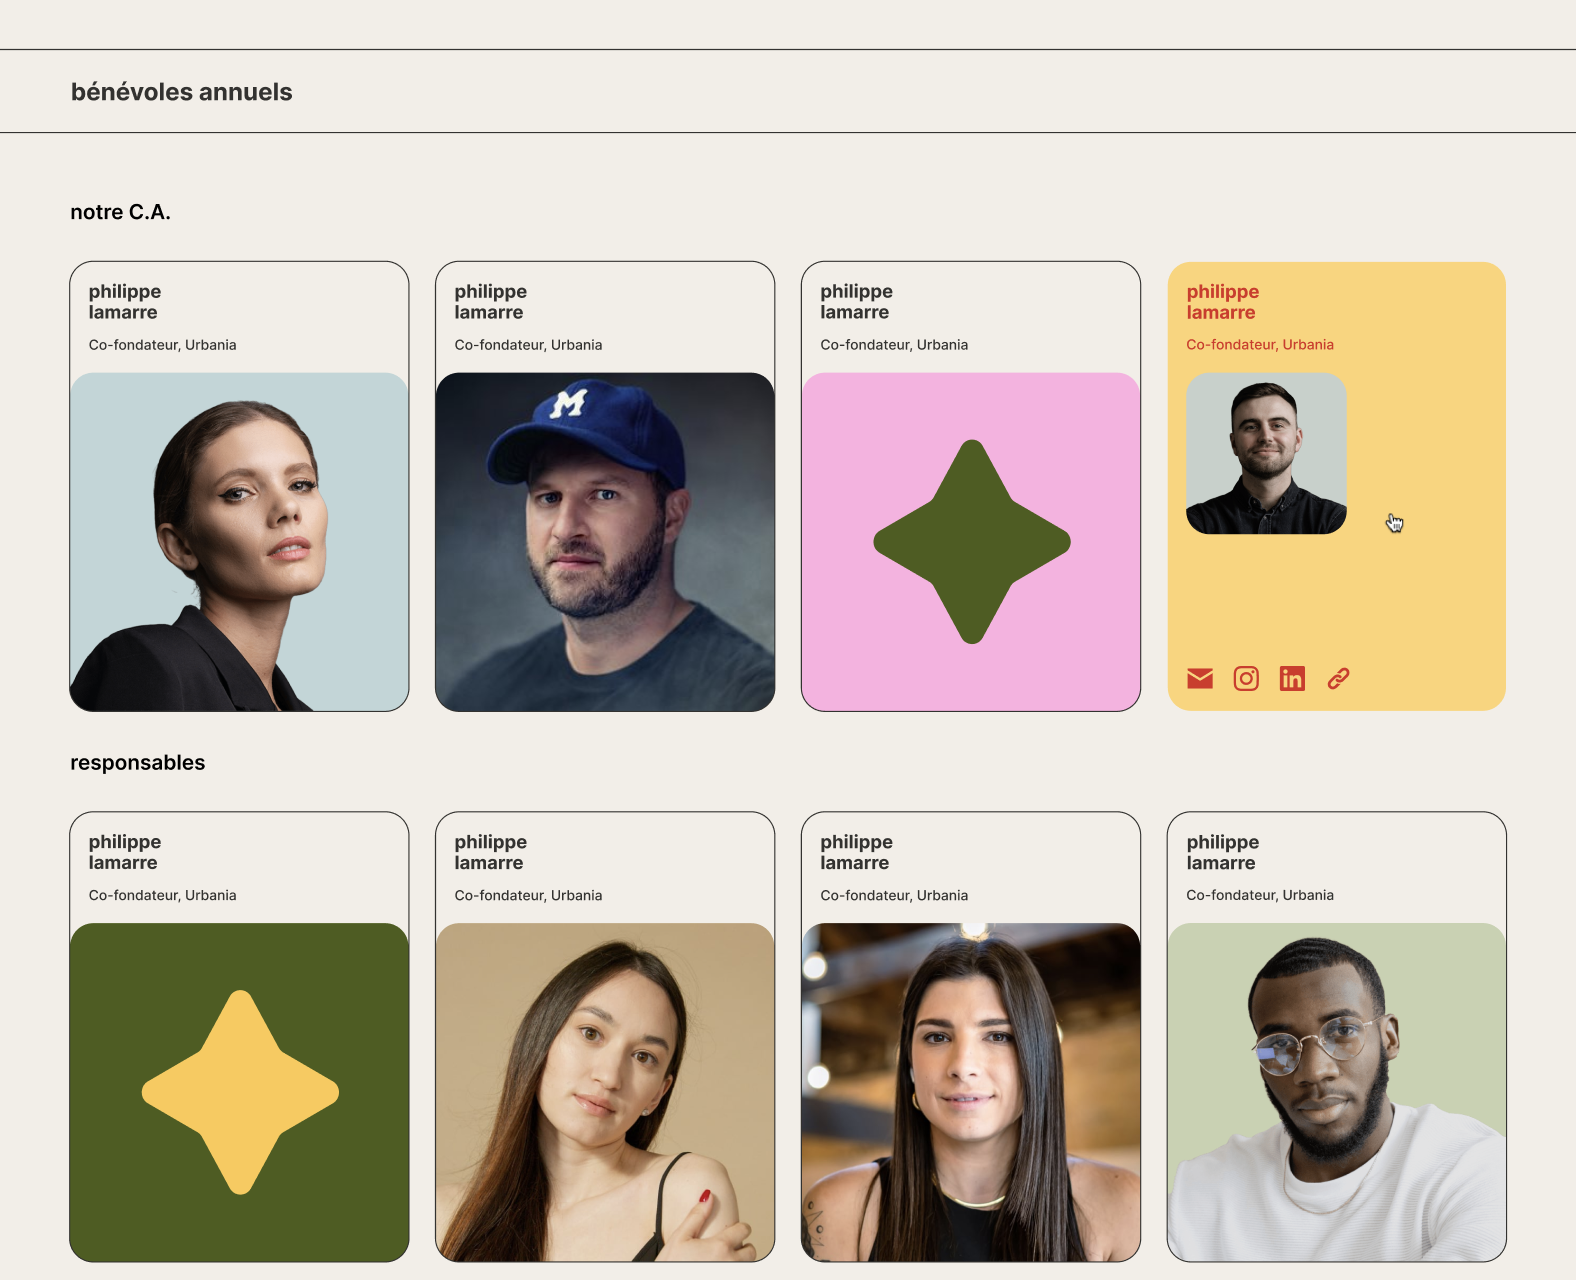 bénévoles annuels
notre C.A.
philippe
lamarre
Co-fondateur, Urbania
M
philippe
lamarre
Co-fondateur, Urbania
philippe
lamarre
Co-fondateur, Urbania
philippe
lamarre
Co-fondateur, Urbania
in
responsables
philippe
lamarre
Co-fondateur, Urbania
philippe
lamarre
Co-fondateur, Urbania
philippe
lamarre
Co-fondateur, Urbania
philippe
lamarre
Co-fondateur, Urbania